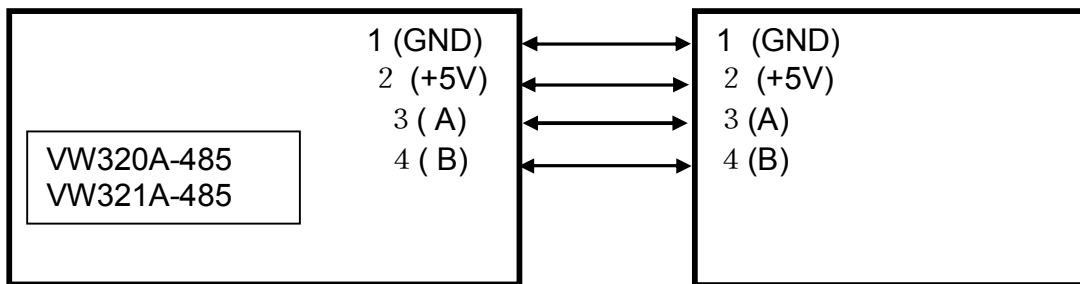 1 (GND)
2 (+5V)
3 ( A)
4 ( B)
VW320A-485
VW321A-485
1 (GND)
2 (+5V)
3 (A)
4 (B)